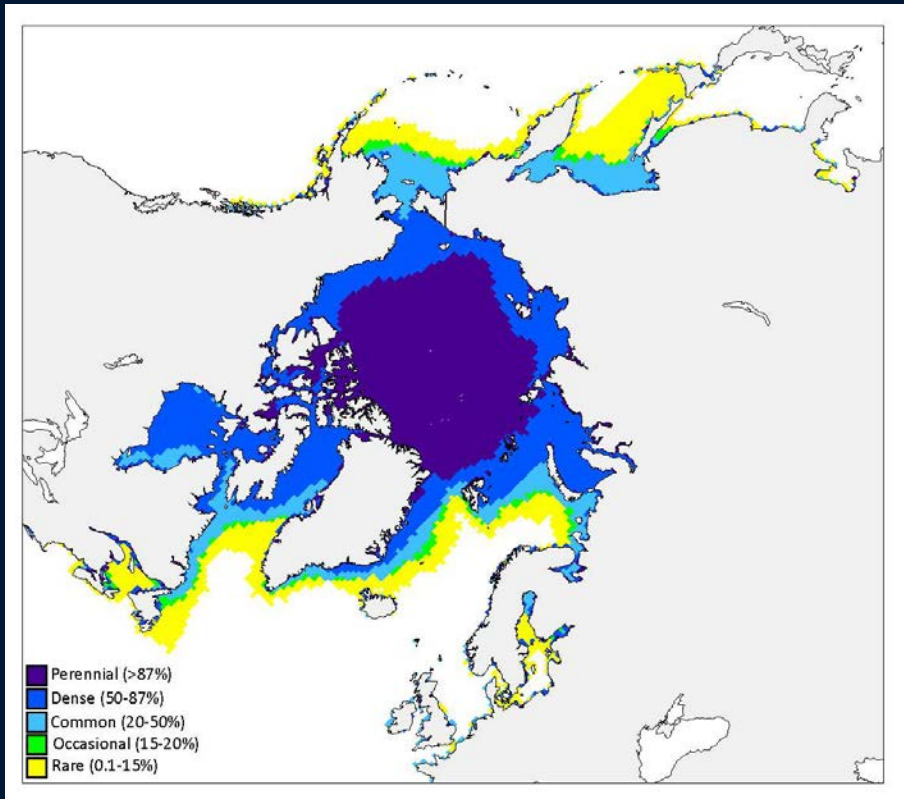 Perennial (>87%)
Dense (50-87%)
Common (20-50%)
Occasional (15-20%)
Rare (0.1-15%)